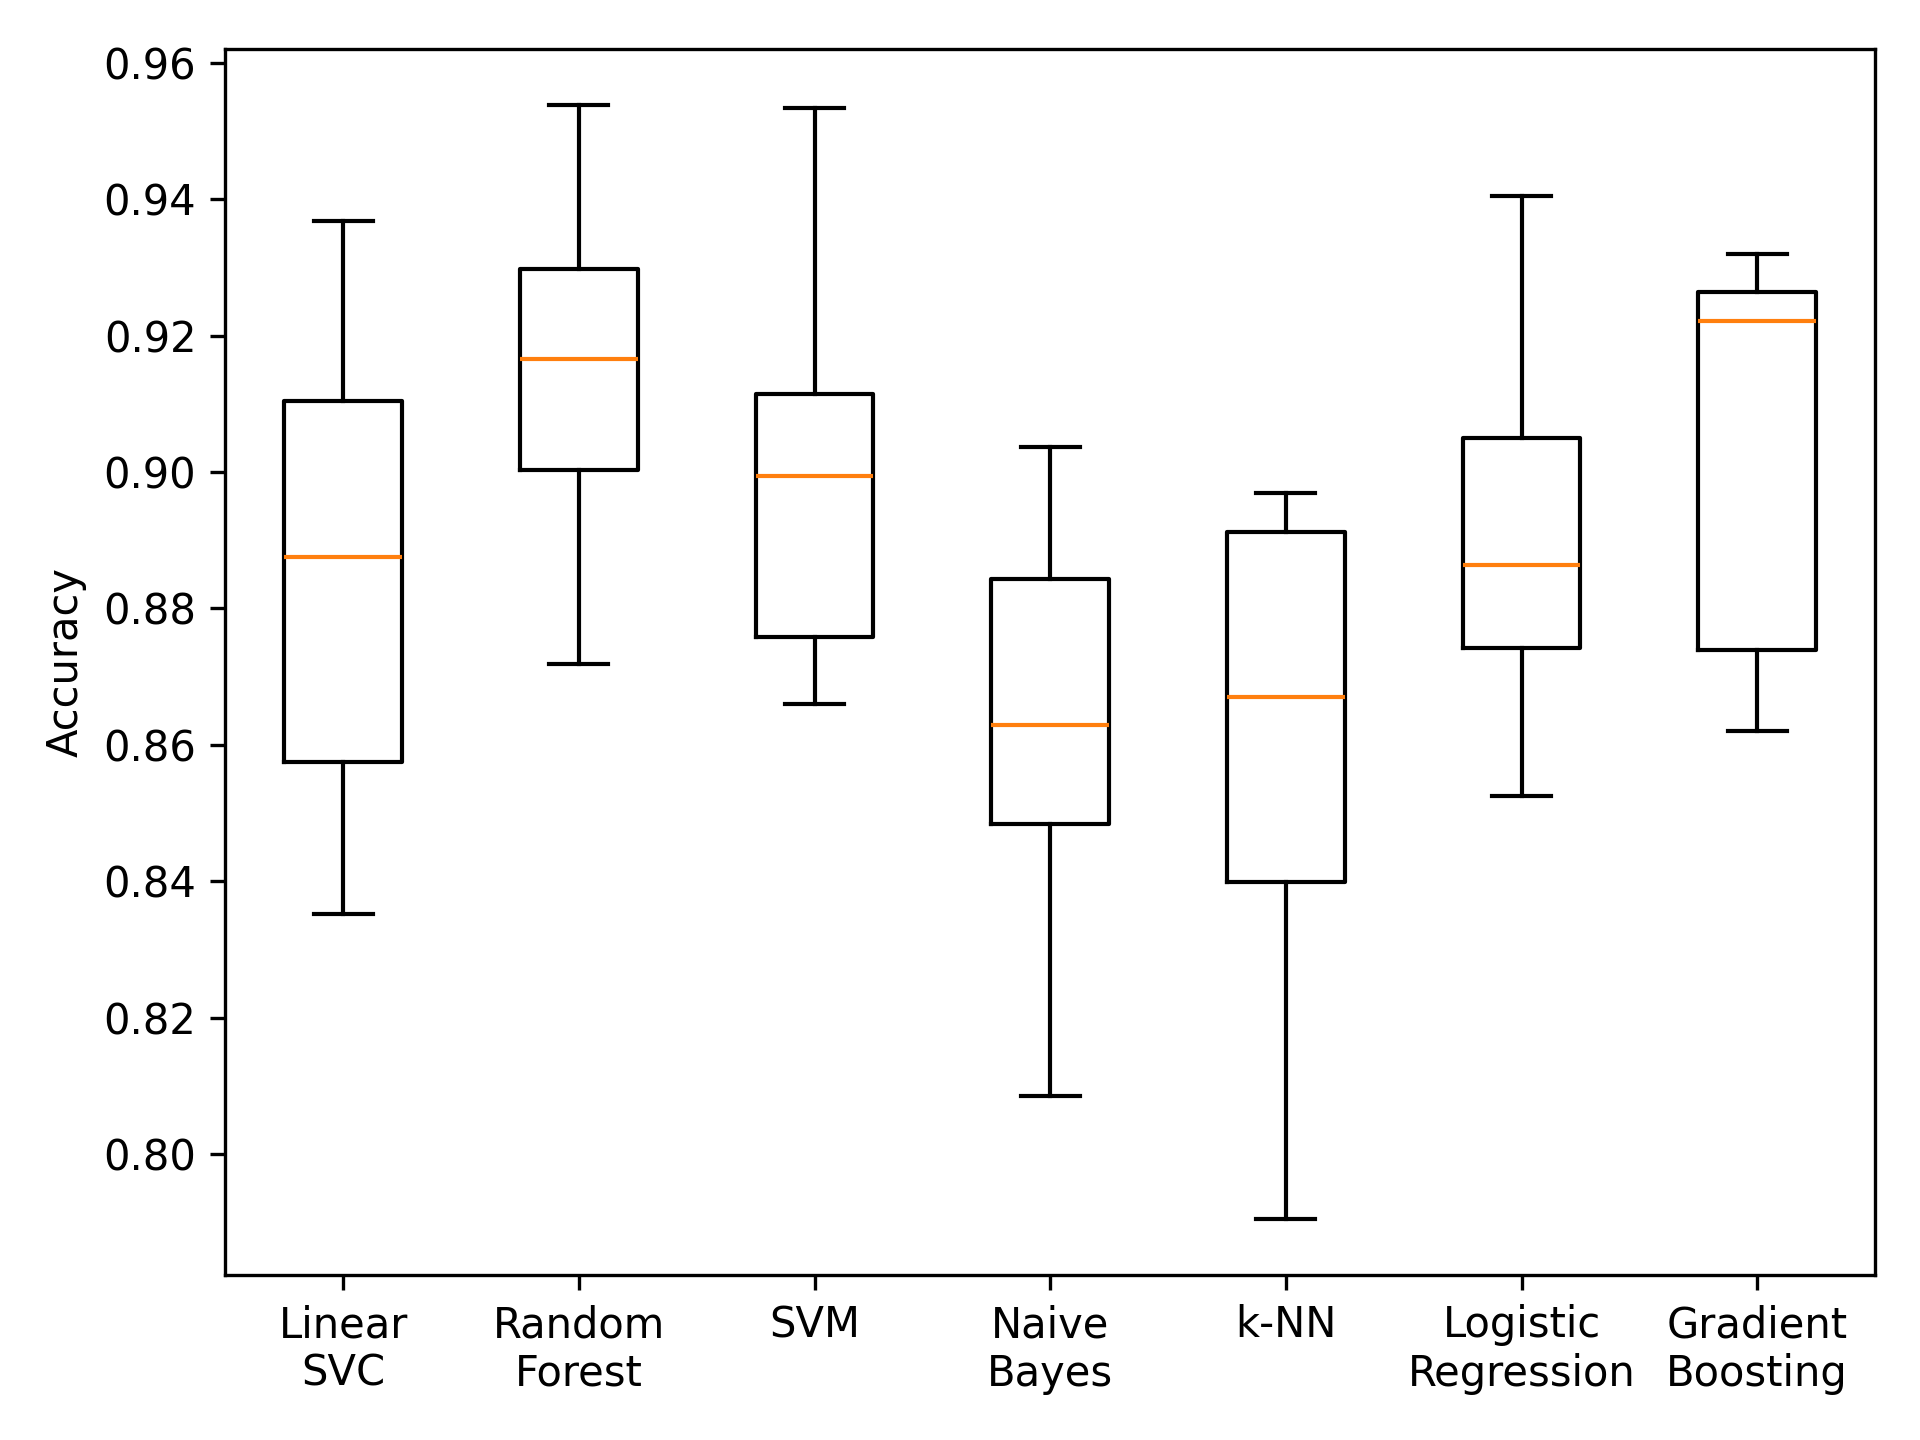 0.96
0.94
0.92
0.90
0.88
0.86
0.84
0.82
0.80
Accuracy
Linear
SVC
Random
Forest
SVM
Naive
Bayes
k-NN
Logistic
Regression
Gradient
Boosting